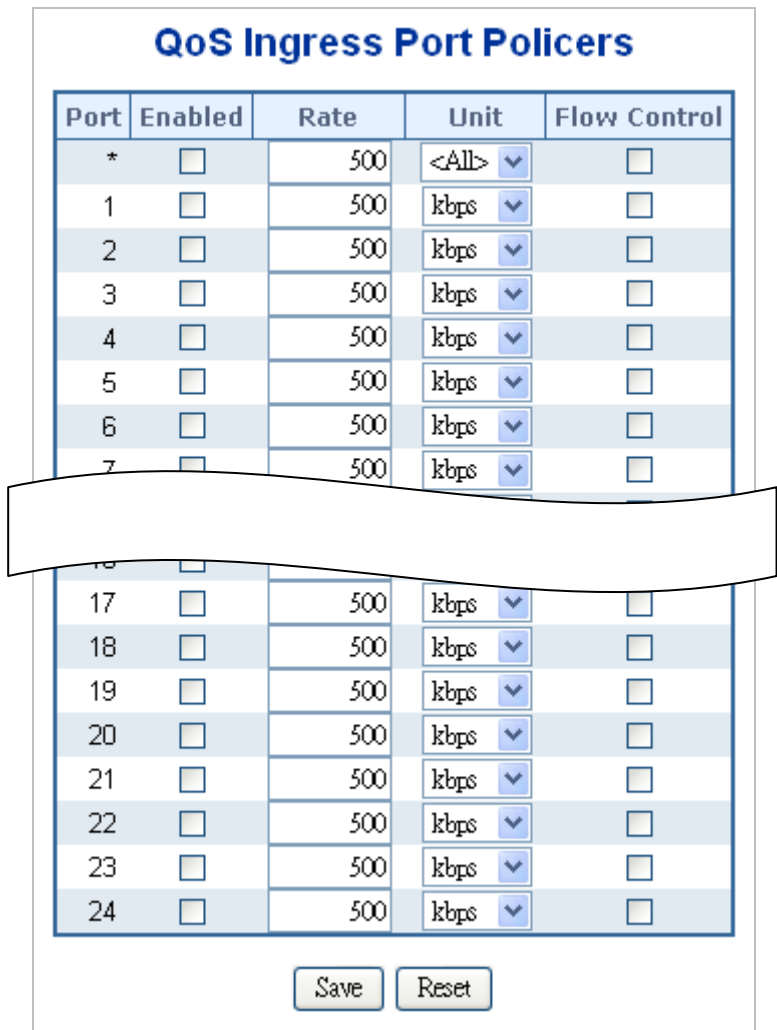 QoS Ingress Port Policers
Port Enabled Rate Unit Flow Control
* 500 <All>
1 500 kbps
2 500 kbps
3 500 kbps
4 500 kbps
5 500 kbps
6 500 kbps
7 500 kbps
17 500 kbps
18 500 kbps
19 500 kbps
20 500 kbps
21 500 kbps
22 500 kbps
23 500 kbps
24 500 kbps
Save Reset